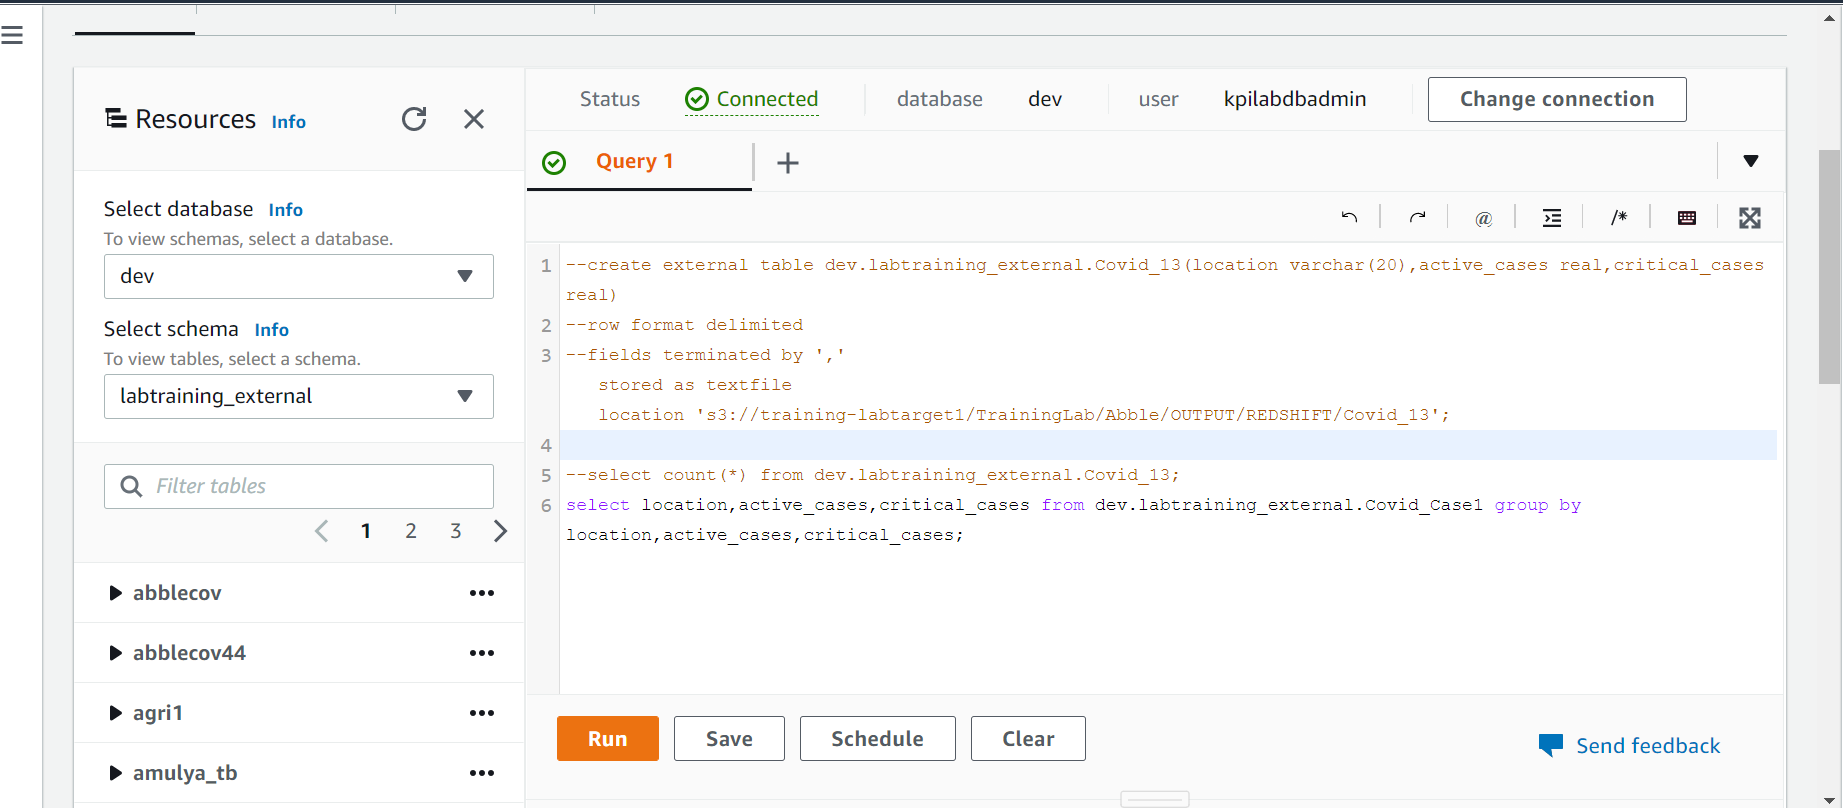 Resources Info
Select database Info
To view schemas, select a database.
dev
Select schema Info
To view tables, select a schema.
labtraining_external
Filter tables
1 2 3
abblecov
abblecov44
agri1
amulya_tb
Status Connected database dev user kpilabdbadmin Change connection
Query 1
@ /*
1 --create external table dev.labtraining_external.Covid_13(location varchar(20),active_cases real,critical_cases
real)
2 --row format delimited
3 --fields terminated by ','
stored as textfile
location 's3://training-labtarget1/TrainingLab/Abble/OUTPUT/REDSHIFT/Covid_13';
4
5 --select count(*) from dev.labtraining_external.Covid_13;
6 select location,active_cases,critical_cases from dev.labtraining_external.Covid_Case1 group by
location,active_cases,critical_cases;
Run Save Schedule Clear
Send feedback